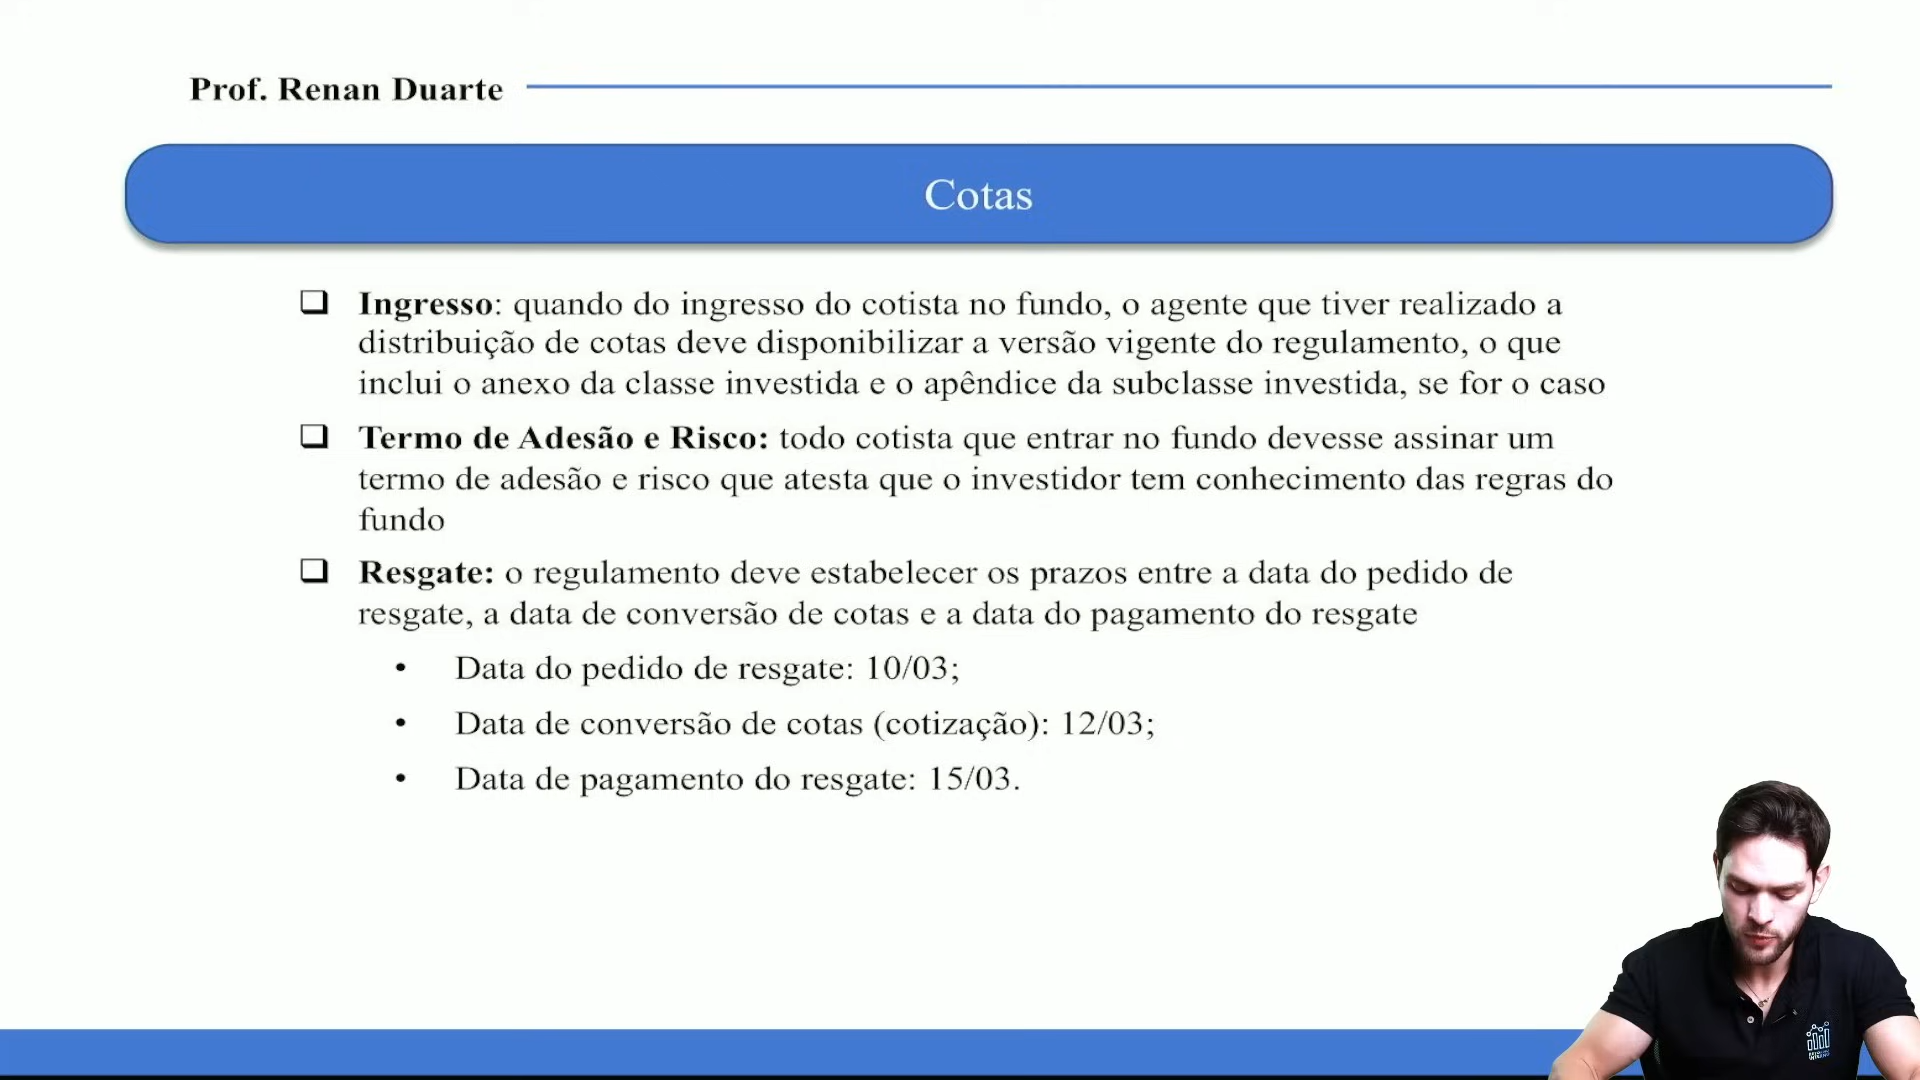 Prof. Renan Duarte
Cotas
Ingresso: quando do ingresso do cotista no fundo, o agente que tiver realizado a
distribuição de cotas deve disponibilizar a versão vigente do regulamento, o que
inclui o anexo da classe investida e o apêndice da subclasse investida, se for o caso
Termo de Adesão e Risco: todo cotista que entrar no fundo devesse assinar um
termo de adesão e risco que atesta que o investidor tem conhecimento das regras do
fundo
Resgate: o regulamento deve estabelecer os prazos entre a data do pedido de
resgate, a data de conversão de cotas e a data do pagamento do resgate
• Data do pedido de resgate: 10/03;
• Data de conversão de cotas (cotização): 12/03;
• Data de pagamento do resgate: 15/03.